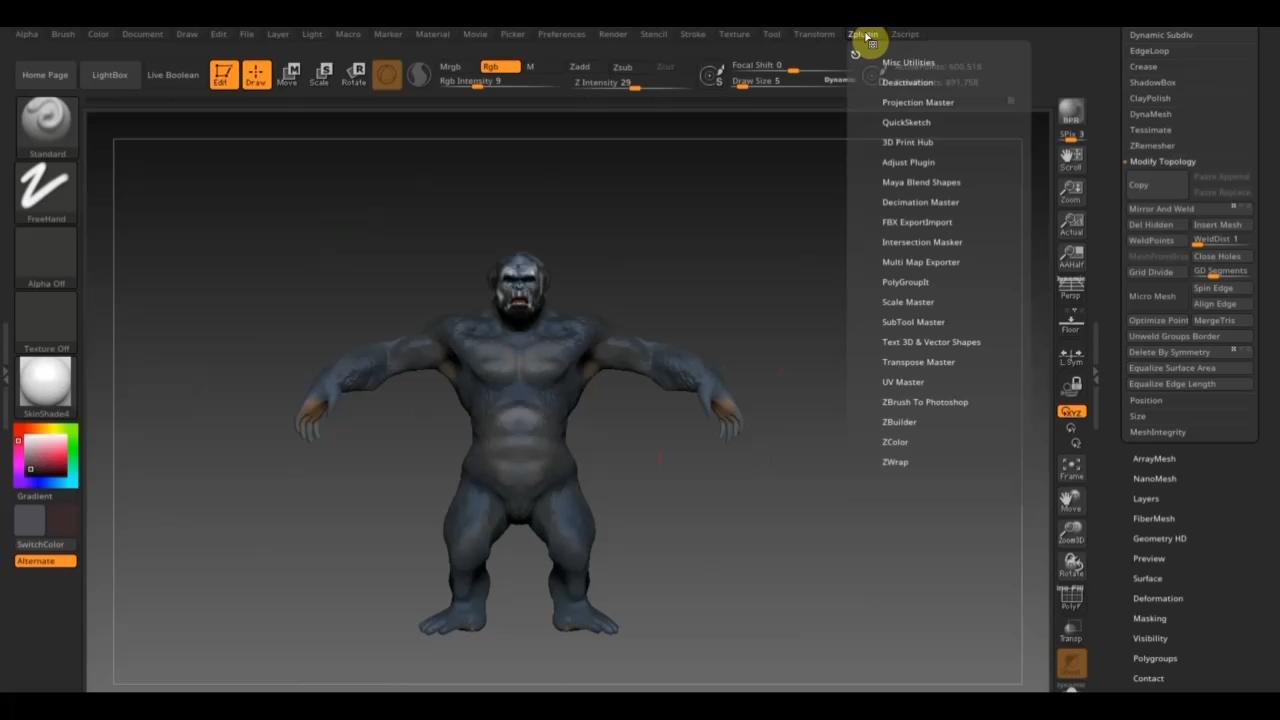 Alpha Brush Color Document Draw Edit File Layer Light Macro Marker Material Movie Picker Preferences Render Stencil Stroke Texture Tool Transform Zplugin Zscript
Home Page
LightBox
Live Boolean
Edit
Draw
Move
Scale
Rotate
Mrgb Rgb M
Rgb Intensity 9
Zadd Zsub Zcut
Z Intensity 29
Focal Shift 0
Draw Size 5 Dynamic
Standard
FreeHand
Alpha Off
Texture Off
SkinShade4
Gradient
SwitchColor
Alternate
Misc Utilities
Deactivation
Projection Master
QuickSketch
3D Print Hub
Adjust Plugin
Maya Blend Shapes
Decimation Master
FBX ExportImport
Intersection Masker
Multi Map Exporter
PolyGroupIt
Scale Master
SubTool Master
Text 3D & Vector Shapes
Transpose Master
UV Master
ZBrush To Photoshop
ZBuilder
ZColor
ZWrap
BPR
SPix 3
Scroll
Zoom
Actual
AAHalf
Dynamic
Persp
Floor
L.Sym
XYZ
Frame
Move
Zoom3D
Rotate
PolyF
Transp
Dynamic Subdiv
EdgeLoop
Crease
ShadowBox
ClayPolish
DynaMesh
Tessimate
ZRemesher
Modify Topology
Copy Paste Append
Paste Replace
Mirror And Weld
Del Hidden Insert Mesh
WeldPoints WeldDist 1
MeshFromBrush Close Holes
Grid Divide GD Segments
Micro Mesh Spin Edge
Align Edge
Optimize Point MergeTris
Unweld Groups Border
Delete By Symmetry
Equalize Surface Area
Equalize Edge Length
Position
Size
MeshIntegrity
ArrayMesh
NanoMesh
Layers
FiberMesh
Geometry HD
Preview
Surface
Deformation
Masking
Visibility
Polygroups
Contact